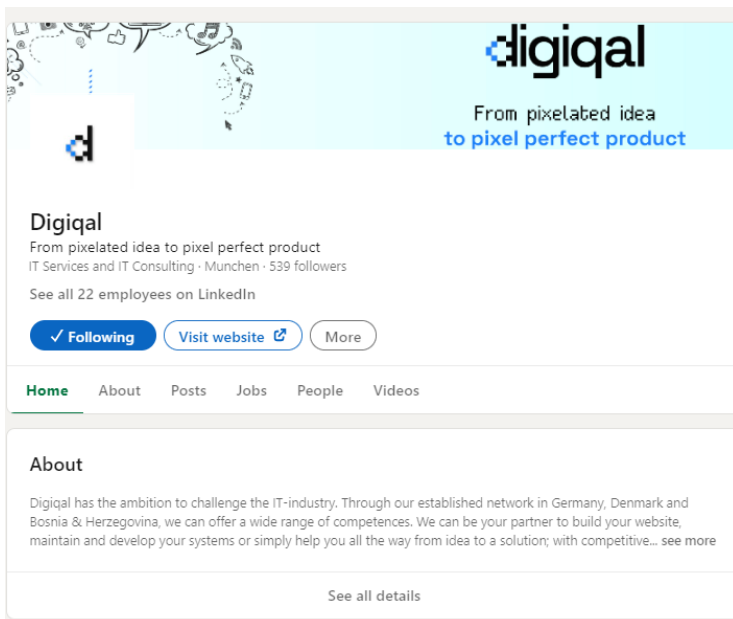 digiqal
From pixelated idea
to pixel perfect product
d
Digiqal
From pixelated idea to pixel perfect product
IT Services and IT Consulting · Munchen · 539 followers
See all 22 employees on LinkedIn
✓ Following
Visit website
More
Home About Posts Jobs People Videos
About
Digiqal has the ambition to challenge the IT-industry. Through our established network in Germany, Denmark and
Bosnia & Herzegovina, we can offer a wide range of competences. We can be your partner to build your website,
maintain and develop your systems or simply help you all the way from idea to a solution; with competitive... see more
See all details